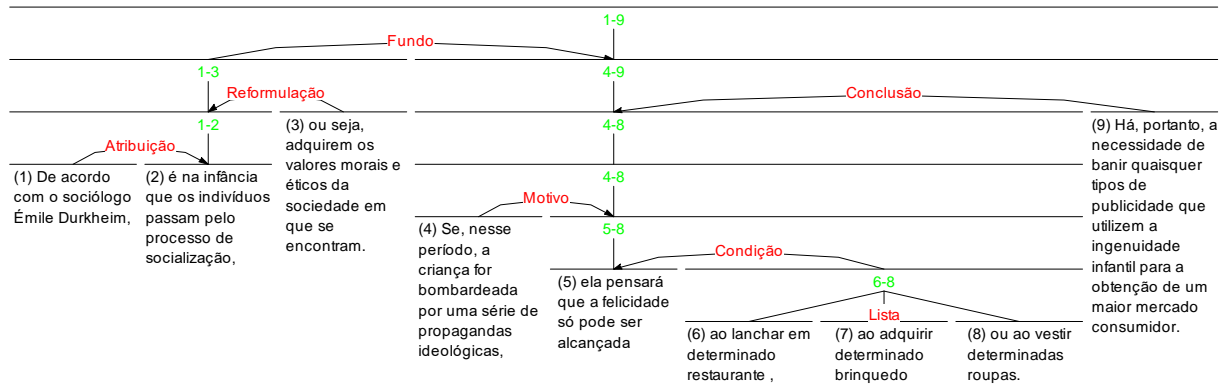 1-9
Fundo
1-3
4-9
Reformulação
Conclusão
1-2
(3) ou seja,
adquirem os
valores morais e
éticos da
sociedade em
que se
encontram.
4-8
(9) Há, portanto, a
necessidade de
banir quaisquer
tipos de
publicidade que
utilizem a
ingenuidade
infantil para a
obtenção de um
maior mercado
consumidor.
Atribuição
(1) De acordo
com o sociólogo
Émile Durkheim,
(2) é na infância
que os indivíduos
passam pelo
processo de
socialização,
4-8
Motivo
(4) Se, nesse
período, a
criança for
bombardeada
por uma série de
propagandas
ideológicas,
5-8
Condição
(5) ela pensará
que a felicidade
só pode ser
alcançada
6-8
Lista
(6) ao lanchar em
determinado
restaurante ,
(7) ao adquirir
determinado
brinquedo
(8) ou ao vestir
determinadas
roupas.